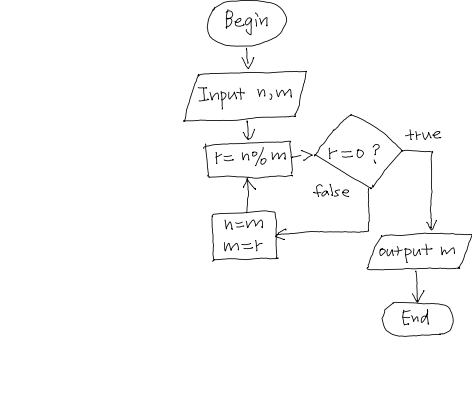 Begin
Input n,m
r=n%m
r=0?
true
false
n=m
m=r
output m
End